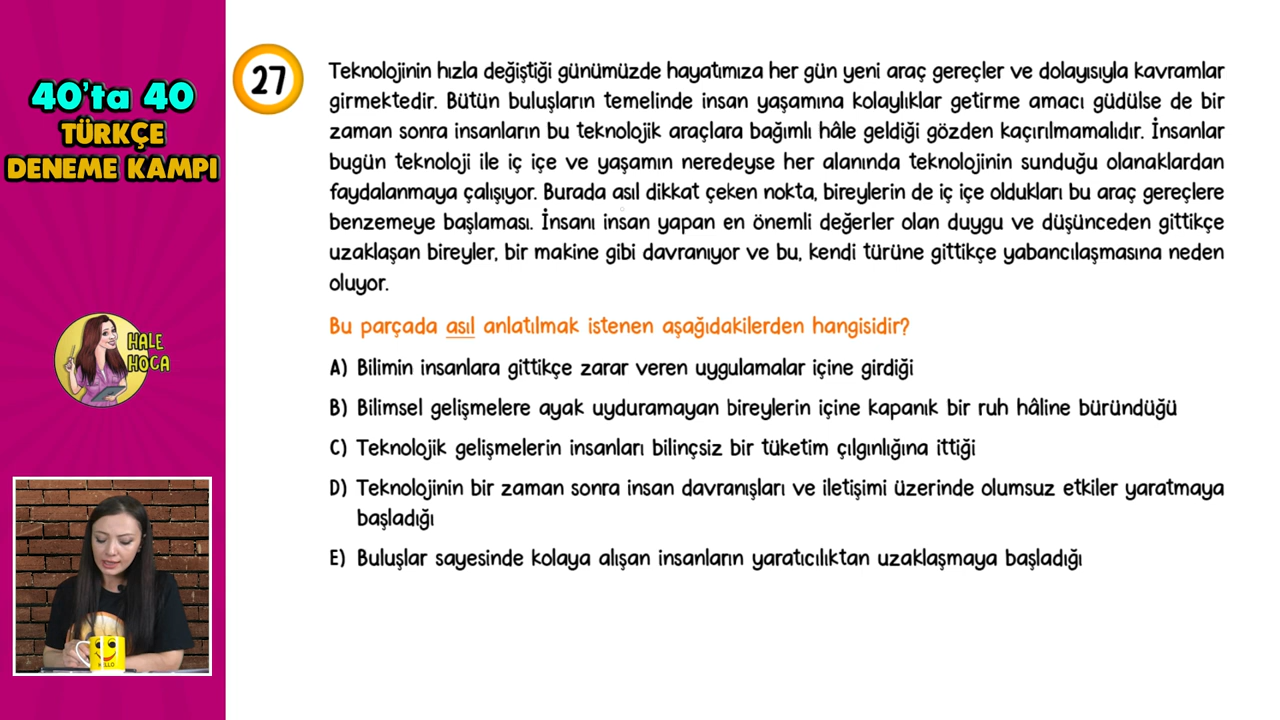 40'ta 40
TÜRKÇE
DENEME KAMPI
HALE
HOCA
HELLO
27
Teknolojinin hızla değiştiği günümüzde hayatımıza her gün yeni araç gereçler ve dolayısıyla kavramlar
girmektedir. Bütün buluşların temelinde insan yaşamına kolaylıklar getirme amacı güdülse de bir
zaman sonra insanların bu teknolojik araçlara bağımlı hâle geldiği gözden kaçırılmamalıdır. İnsanlar
bugün teknoloji ile iç içe ve yaşamın neredeyse her alanında teknolojinin sunduğu olanaklardan
faydalanmaya çalışıyor. Burada asıl dikkat çeken nokta, bireylerin de iç içe oldukları bu araç gereçlere
benzemeye başlaması. İnsanı insan yapan en önemli değerler olan duygu ve düşünceden gittikçe
uzaklaşan bireyler, bir makine gibi davranıyor ve bu, kendi türüne gittikçe yabancılaşmasına neden
oluyor.
Bu parçada asıl anlatılmak istenen aşağıdakilerden hangisidir?
A) Bilimin insanlara gittikçe zarar veren uygulamalar içine girdiği
B) Bilimsel gelişmelere ayak uyduramayan bireylerin içine kapanık bir ruh hâline büründüğü
C) Teknolojik gelişmelerin insanları bilinçsiz bir tüketim çılgınlığına ittiği
D) Teknolojinin bir zaman sonra insan davranışları ve iletişimi üzerinde olumsuz etkiler yaratmaya
başladığı
E) Buluşlar sayesinde kolaya alışan insanların yaratıcılıktan uzaklaşmaya başladığı